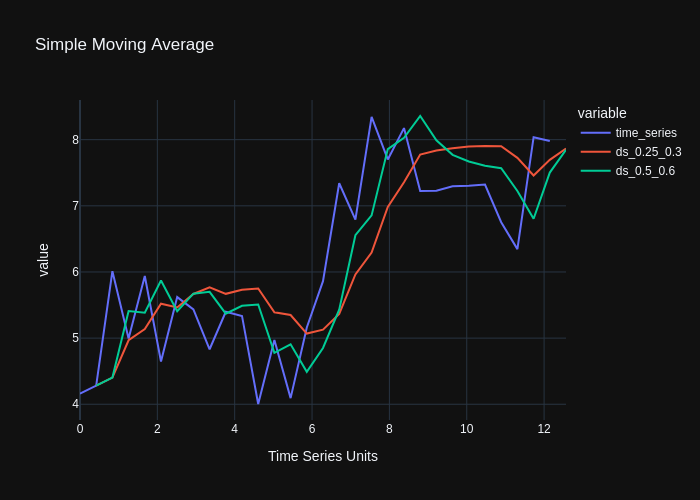 Simple Moving Average
variable
time_series
ds_0.25_0.3
ds_0.5_0.6
value
8
7
6
5
4
0 2 4 6 8 10 12
Time Series Units